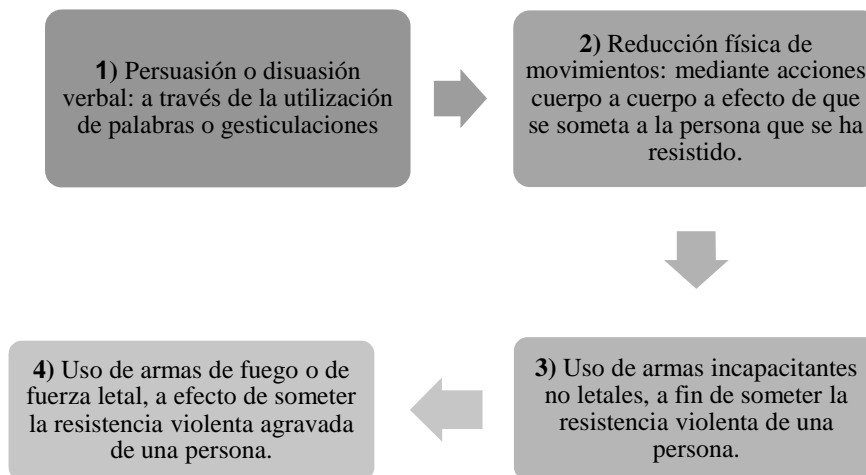 1) Persuasión o disuasión
verbal: a través de la utilización
de palabras o gesticulaciones
2) Reducción física de
movimientos: mediante acciones
cuerpo a cuerpo a efecto de que
se someta a la persona que se ha
resistido.
3) Uso de armas incapacitantes
no letales, a fin de someter la
resistencia violenta de una
persona.
4) Uso de armas de fuego o de
fuerza letal, a efecto de someter
la resistencia violenta agravada
de una persona.